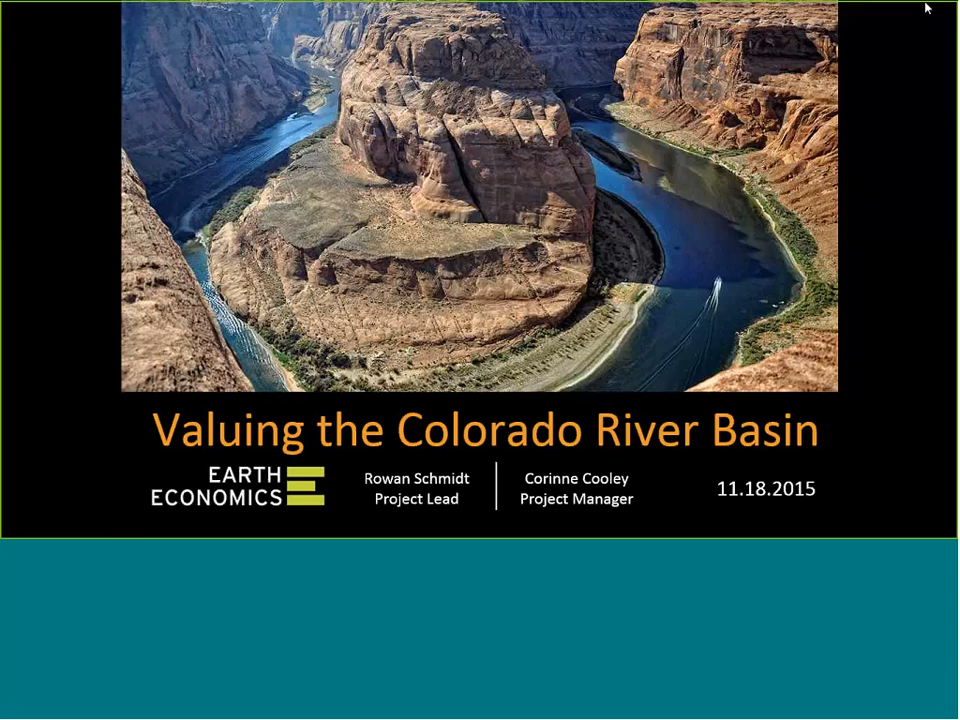 Valuing the Colorado River Basin
EARTH
ECONOMICS
Rowan Schmidt
Project Lead
Corinne Cooley
Project Manager
11.18.2015